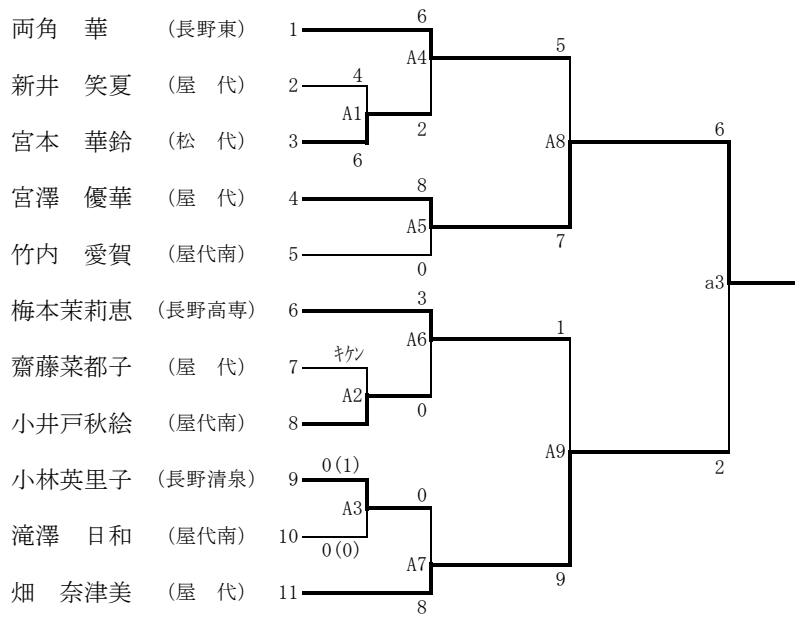 両角　華　（長野東）　1
6
5
A4
新井　笑夏　（屋　代）　2
4
A1
2
宮本　華鈴　（松　代）　3
6
A8
6
宮澤　優華　（屋　代）　4
8
A5
7
竹内　愛賀　（屋代南）　5
0
a3
梅本茉莉恵　（長野高専）　6
3
1
A6
齋藤菜都子　（屋　代）　7
ｷｹﾝ
A2
0
小井戸秋絵　（屋代南）　8
A9
2
小林英里子　（長野清泉）　9
0(1)
0
A3
滝澤　日和　（屋代南）　10
0(0)
A7
9
畑　奈津美　（屋　代）　11
8